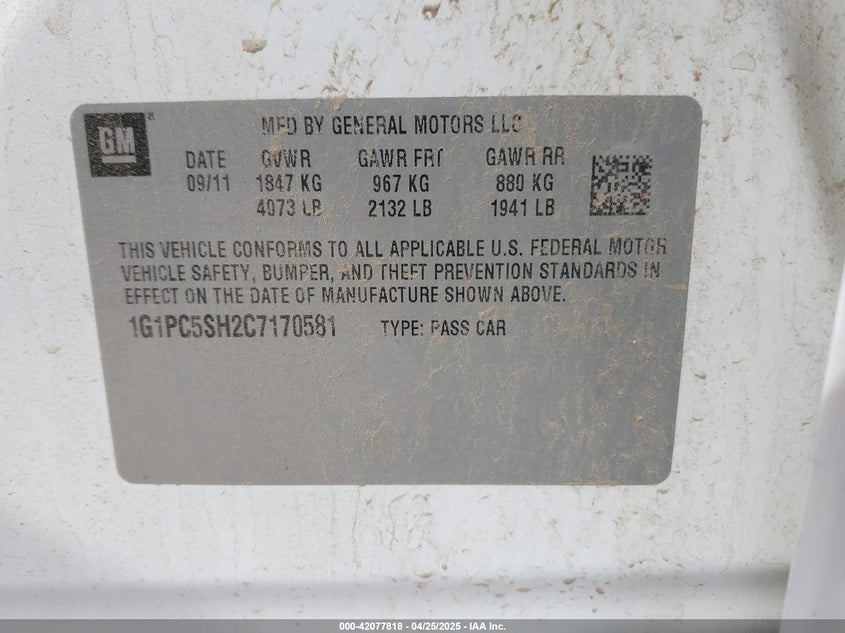 GM
MFD BY GENERAL MOTORS LLC
DATE GVWR GAWR FRT GAWR RR
09/11 1847 KG 967 KG 880 KG
4073 LB 2132 LB 1941 LB
THIS VEHICLE CONFORMS TO ALL APPLICABLE U.S. FEDERAL MOTOR
VEHICLE SAFETY, BUMPER, AND THEFT PREVENTION STANDARDS IN
EFFECT ON THE DATE OF MANUFACTURE SHOWN ABOVE.
1G1PC5SH2C7170581 TYPE: PASS CAR
000-42077818 - 04/25/2025 - IAA Inc.